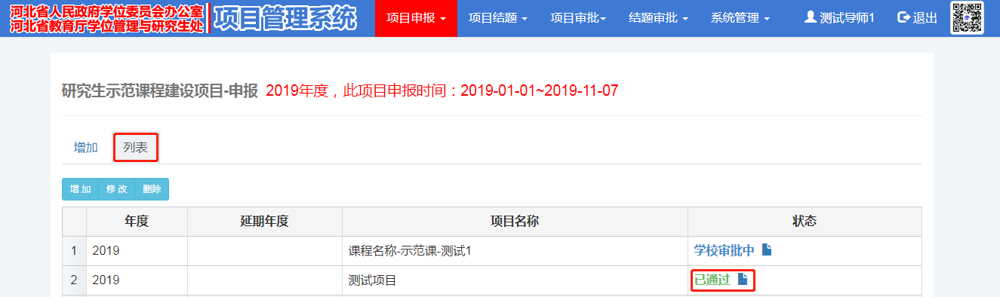 河北省人民政府学位委员会办公室
河北省教育厅学位管理与研究生处
项目管理系统
项目申报 项目结题 项目审批 结题审批 系统管理 测试导师1 退出
研究生示范课程建设项目-申报 2019年度，此项目申报时间：2019-01-01~2019-11-07
增加 列表
增加 修改 删除
年度 延期年度 项目名称 状态
1 2019 课程名称-示范课-测试1 学校审批中
2 2019 测试项目 已通过